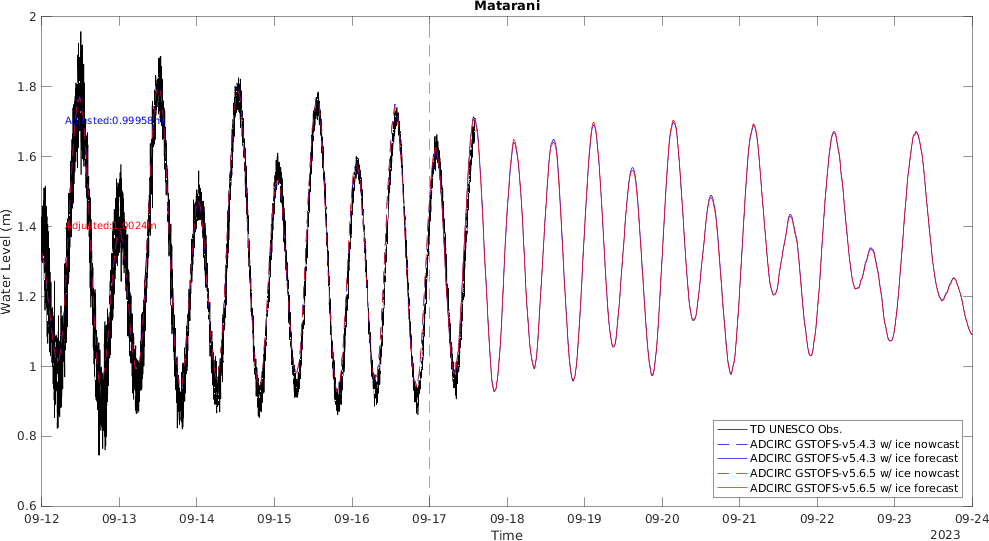 Matarani
2
1.8
1.6
1.4
1.2
1
0.8
0.6
Water Level (m)
Adjusted:0.99958m
09-12
09-13
09-14
09-15
09-16
09-17
09-18
09-19
09-20
09-21
09-22
09-23
09-24
Time
2023
TD UNESCO Obs.
ADCIRC GSTOFS-v5.4.3 w/ ice nowcast
ADCIRC GSTOFS-v5.4.3 w/ ice forecast
ADCIRC GSTOFS-v5.6.5 w/ ice nowcast
ADCIRC GSTOFS-v5.6.5 w/ ice forecast